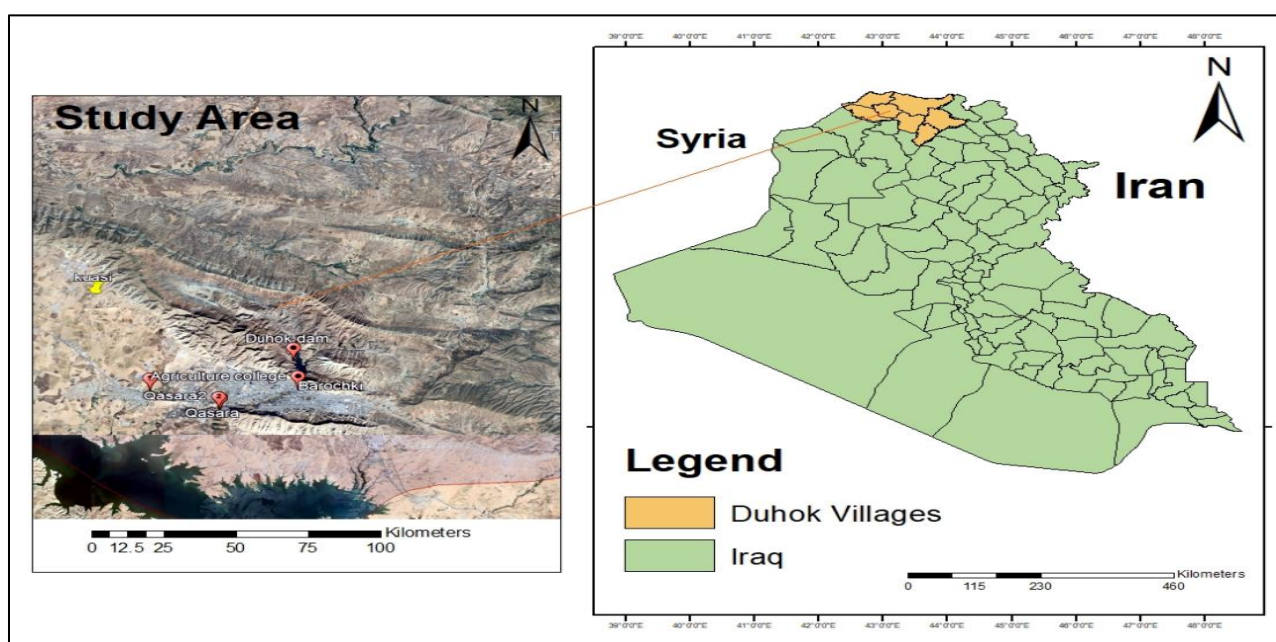 Study Area
N
kuasi
Duhok dam
Agriculture college
Barochki
Qasara2
Qasara
Kilometers
0 12.5 25 50 75 100
39°0'0"E 40°0'0"E 41°0'0"E 42°0'0"E 43°0'0"E 44°0'0"E 45°0'0"E 46°0'0"E 47°0'0"E 48°0'0"E
N
Syria
Iran
Legend
Duhok Villages
Iraq
Kilometers
0 115 230 460
39°0'0"E 40°0'0"E 41°0'0"E 42°0'0"E 43°0'0"E 44°0'0"E 45°0'0"E 46°0'0"E 47°0'0"E 48°0'0"E